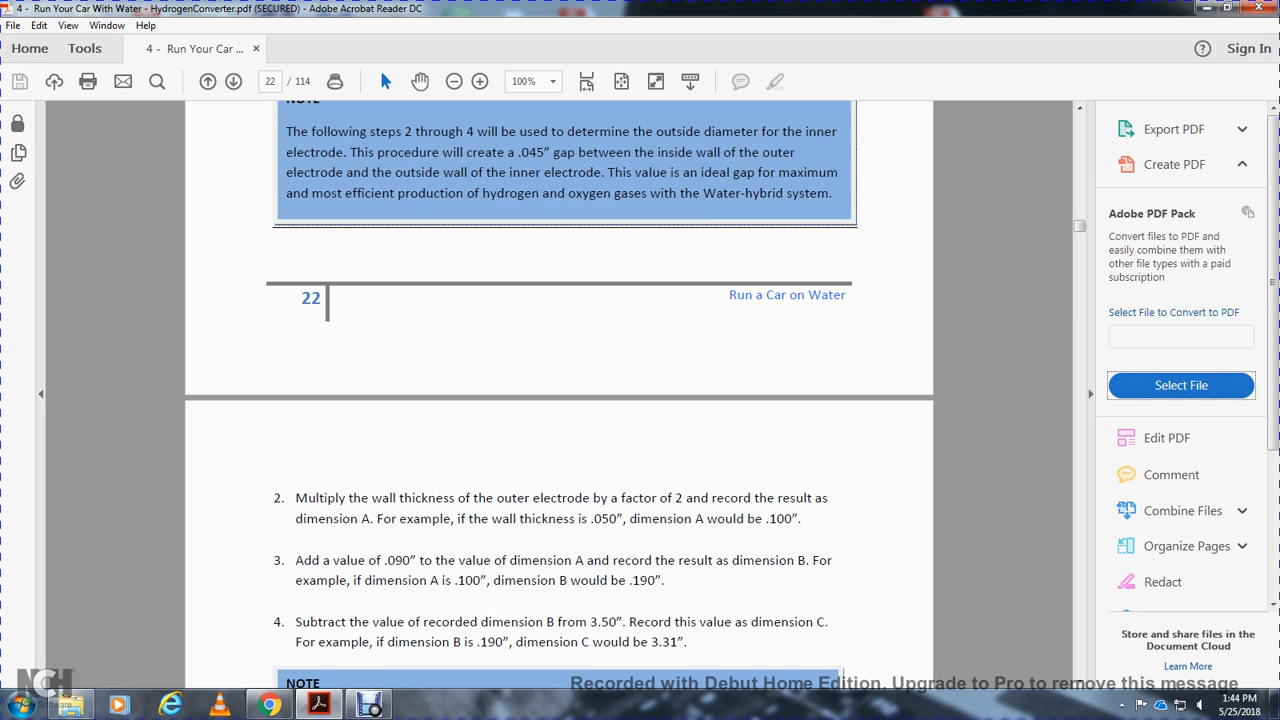 4 - Run Your Car With Water - HydrogenConverter.pdf (SECURED) - Adobe Acrobat Reader DC
File Edit View Window Help
Home Tools 4 - Run Your Car ... × Sign In
22 / 114 100%
NOTE
The following steps 2 through 4 will be used to determine the outside diameter for the inner
electrode. This procedure will create a .045” gap between the inside wall of the outer
electrode and the outside wall of the inner electrode. This value is an ideal gap for maximum
and most efficient production of hydrogen and oxygen gases with the Water-hybrid system.
22
Run a Car on Water
2. Multiply the wall thickness of the outer electrode by a factor of 2 and record the result as
dimension A. For example, if the wall thickness is .050”, dimension A would be .100”.
3. Add a value of .090” to the value of dimension A and record the result as dimension B. For
example, if dimension A is .100”, dimension B would be .190”.
4. Subtract the value of recorded dimension B from 3.50”. Record this value as dimension C.
For example, if dimension B is .190”, dimension C would be 3.31”.
NOTE
Export PDF
Create PDF
Adobe PDF Pack
Convert files to PDF and
easily combine them with
other file types with a paid
subscription
Select File to Convert to PDF
Select File
Edit PDF
Comment
Combine Files
Organize Pages
Redact
Store and share files in the
Document Cloud
Learn More
NCH
Software
Recorded with Debut Home Edition. Upgrade to Pro to remove this message
1:44 PM
5/25/2018